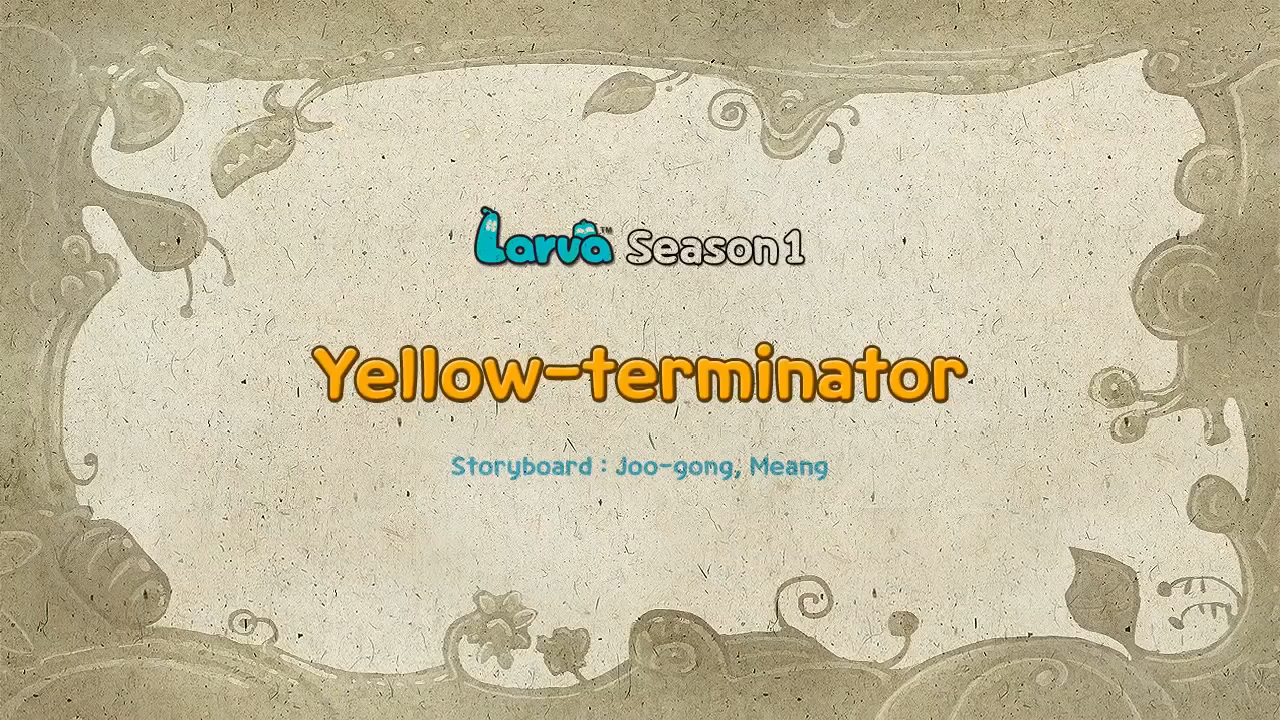 Larva™ Season 1
Yellow-terminator
Storyboard : Joo-gong, Meang